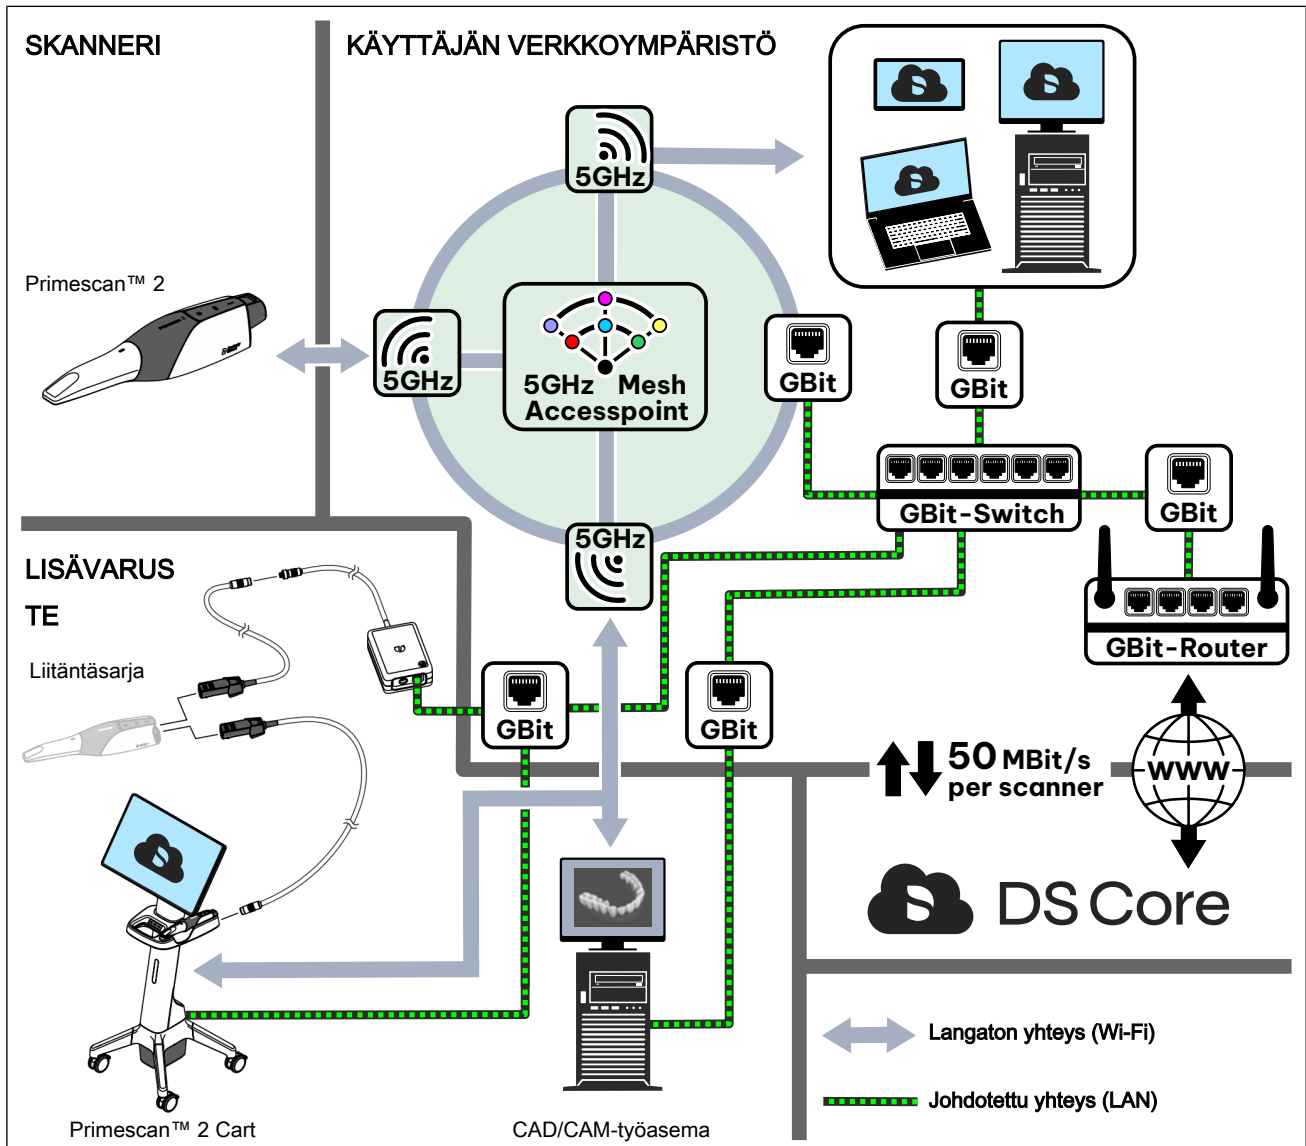 SKANNERI
KÄYTTÄJÄN VERKKOYMPÄRISTÖ
5GHz
Primescan™ 2
5GHz
5GHz Mesh
Accesspoint
GBit
GBit
GBit-Switch
GBit
5GHz
LISÄVARUS
TE
Liitäntäsarja
GBit-Router
GBit
GBit
50 MBit/s
per scanner
WWW
DS Core
Langaton yhteys (Wi-Fi)
Johdotettu yhteys (LAN)
Primescan™ 2 Cart
CAD/CAM-työasema